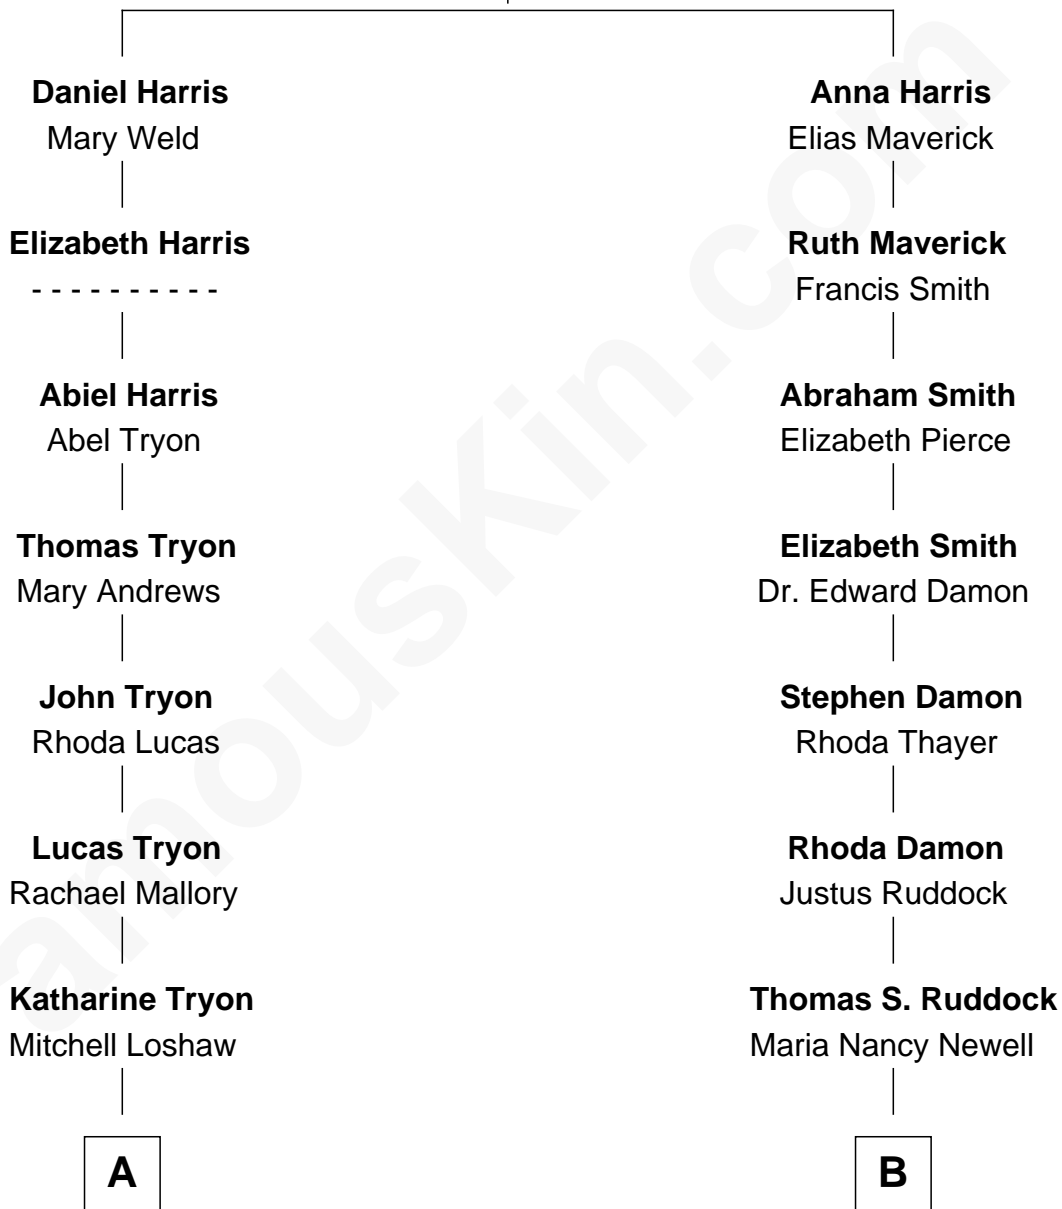 Daniel Harris
Mary Weld
Elizabeth Harris
- - - - - - - - - -
Abiel Harris
Abel Tryon
Thomas Tryon
Mary Andrews
John Tryon
Rhoda Lucas
Lucas Tryon
Rachael Mallory
Katharine Tryon
Mitchell Loshaw
A
Anna Harris
Elias Maverick
Ruth Maverick
Francis Smith
Abraham Smith
Elizabeth Pierce
Elizabeth Smith
Dr. Edward Damon
Stephen Damon
Rhoda Thayer
Rhoda Damon
Justus Ruddock
Thomas S. Ruddock
Maria Nancy Newell
B
amouskin.com